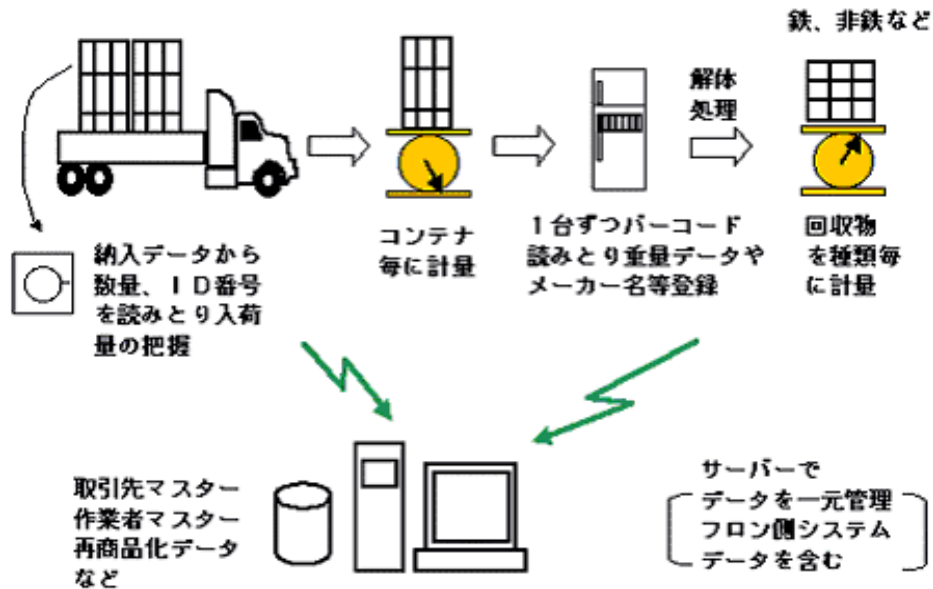 鉄、非鉄など
解体
処理
納入データから
数量、ＩＤ番号
を読みとり入荷
量の把握
コンテナ
毎に計量
１台ずつバーコード
読みとり重量データや
メーカー名等登録
回収物
を種類毎
に計量
取引先マスター
作業者マスター
再商品化データ
など
サーバーで
データを一元管理
フロン側システム
データを含む